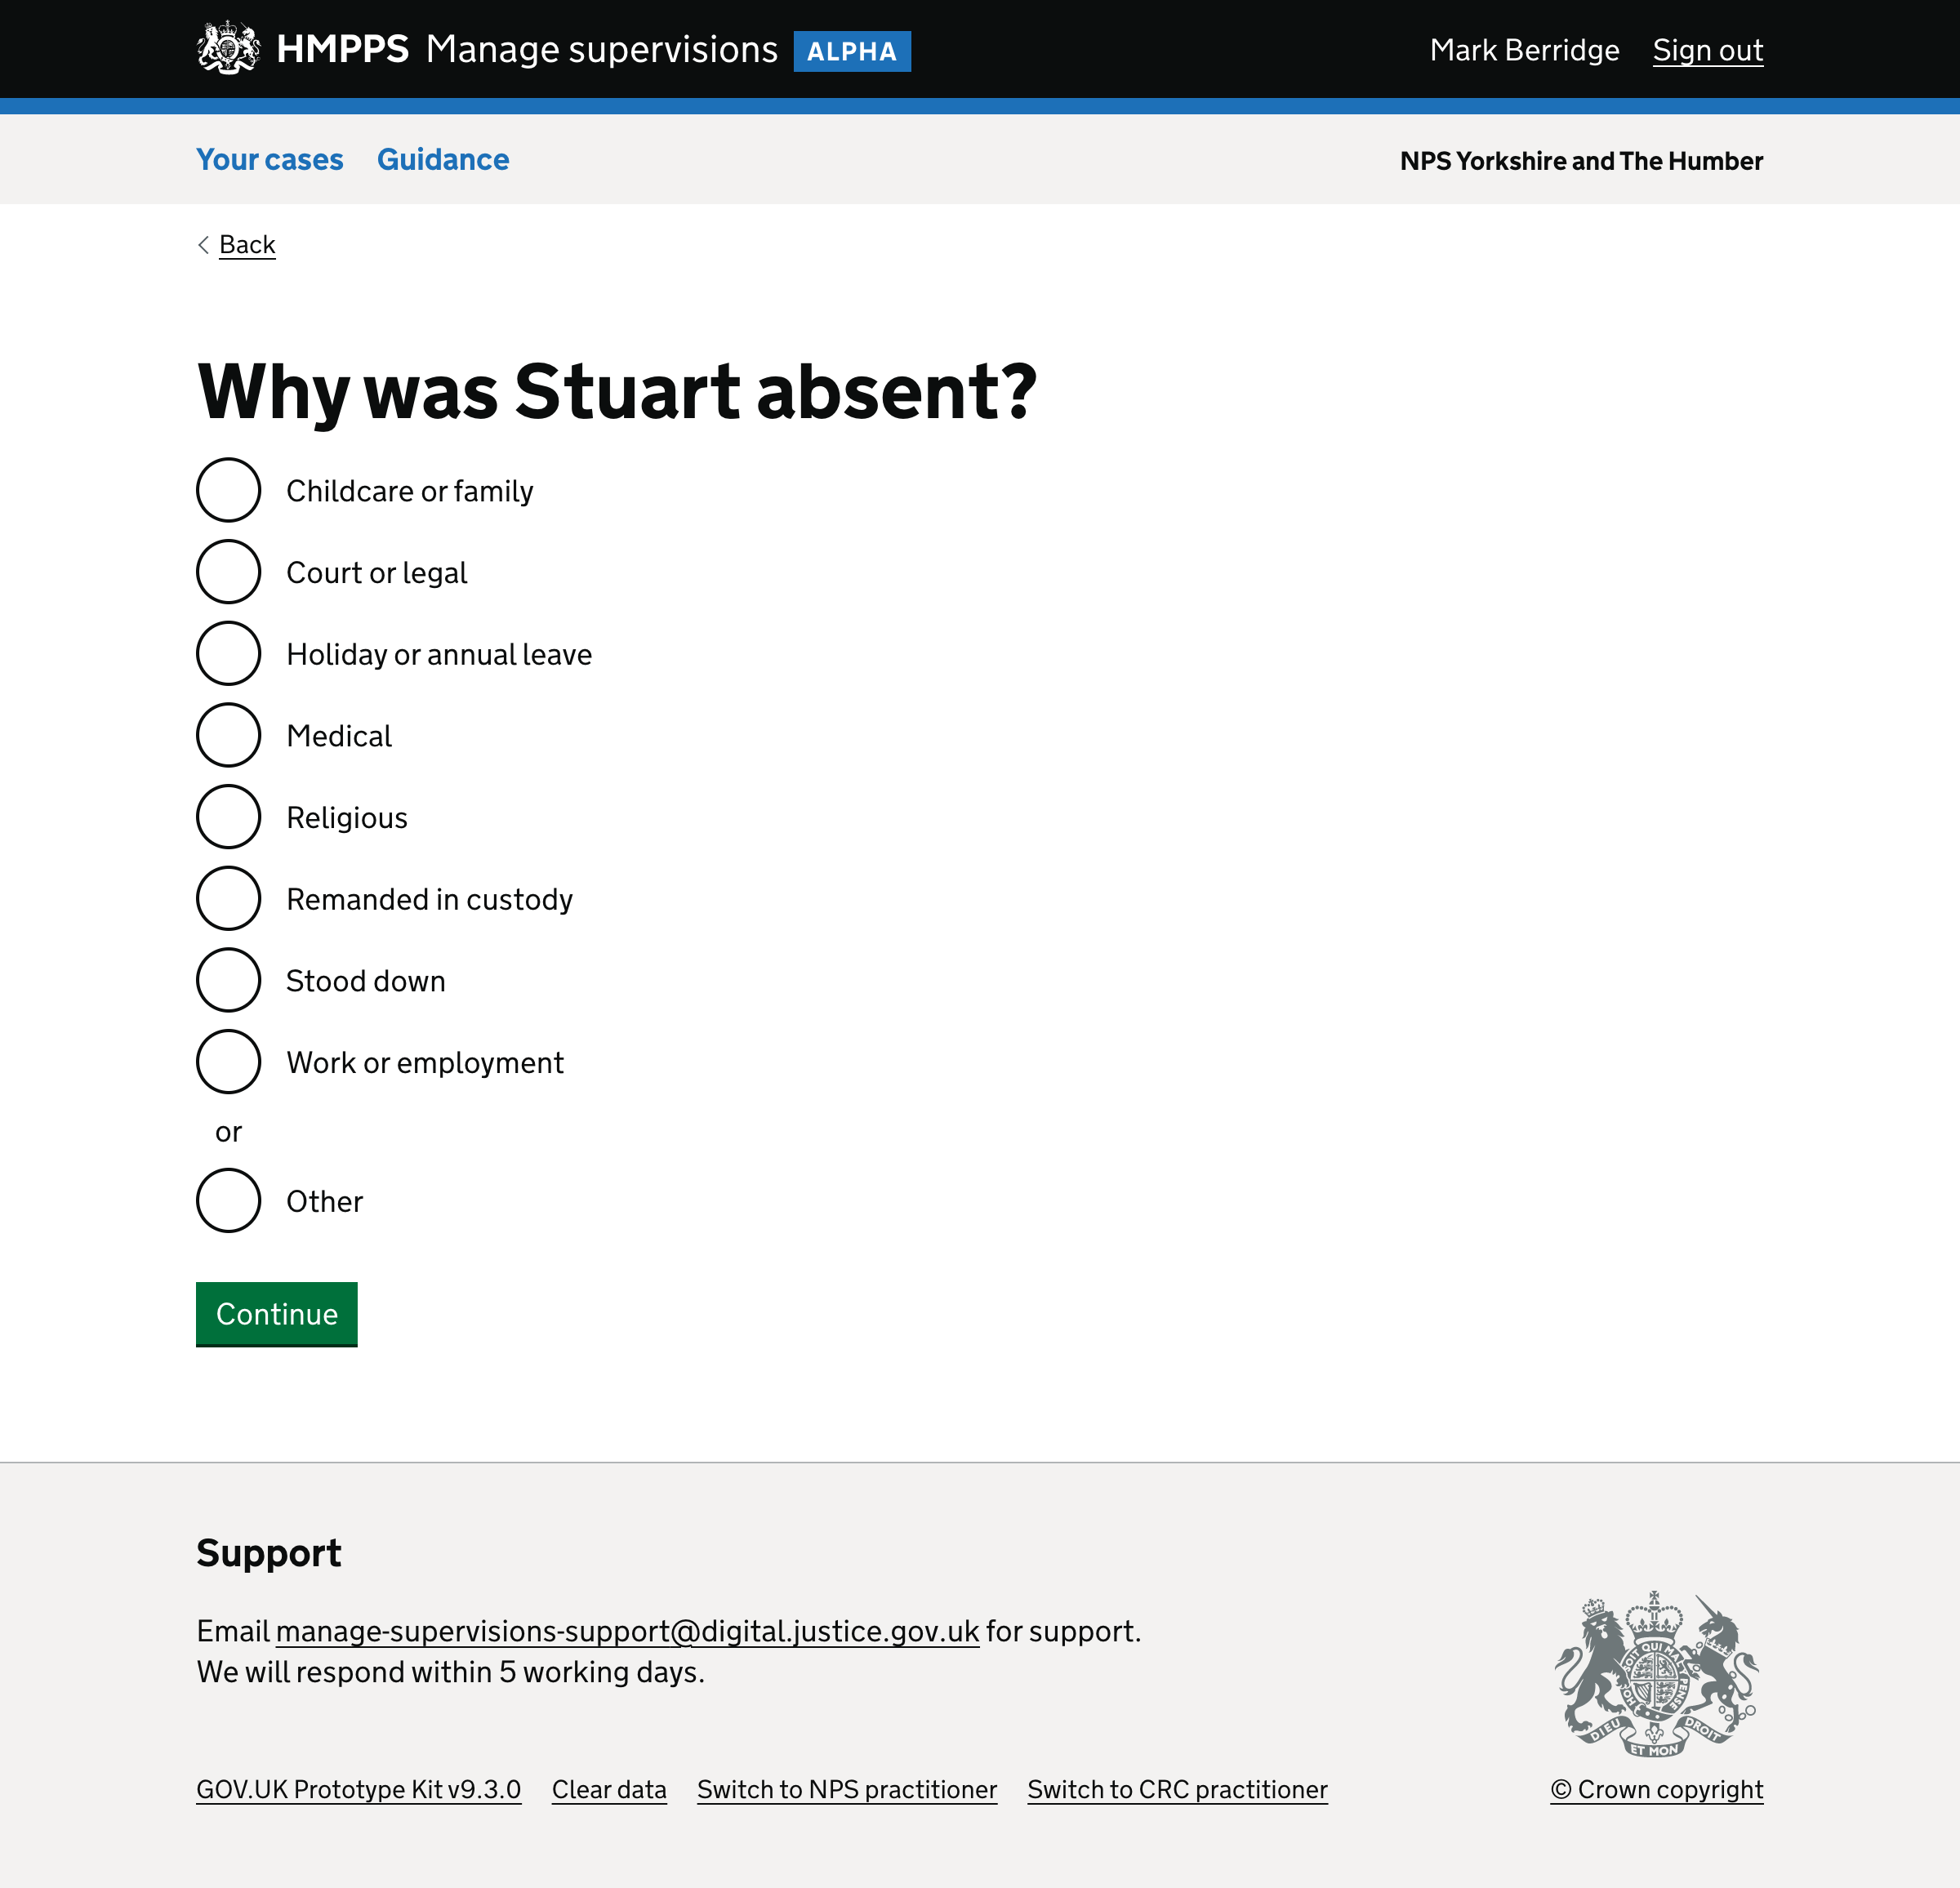 HMPPS Manage supervisions ALPHA Mark Berridge Sign out
Your cases Guidance NPS Yorkshire and The Humber
Back
Why was Stuart absent?
Childcare or family
Court or legal
Holiday or annual leave
Medical
Religious
Remanded in custody
Stood down
Work or employment
or
Other
Continue
Support
Email manage-supervisions-support@digital.justice.gov.uk for support.
We will respond within 5 working days.
DIEU ET MON DROIT
GOV.UK Prototype Kit v9.3.0 Clear data Switch to NPS practitioner Switch to CRC practitioner © Crown copyright